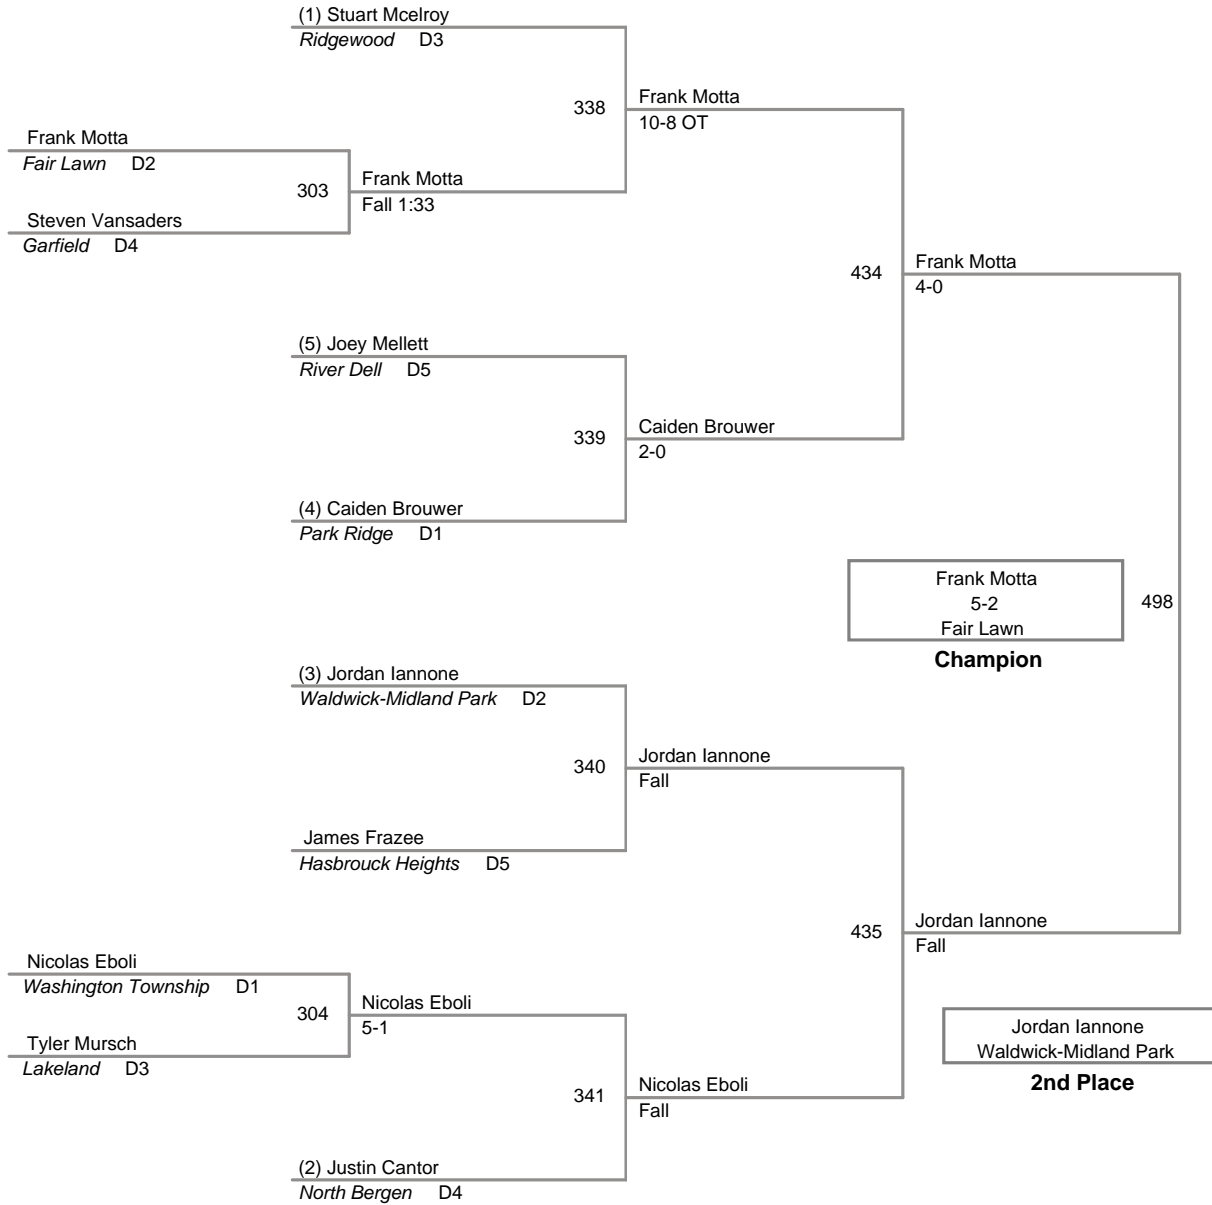 (1) Stuart Mcelroy
Ridgewood D3
338
Frank Motta
10-8 OT
Frank Motta
Fair Lawn D2
303
Frank Motta
Fall 1:33
Steven Vansaders
Garfield D4
434
Frank Motta
4-0
(5) Joey Mellett
River Dell D5
339
Caiden Brouwer
2-0
(4) Caiden Brouwer
Park Ridge D1
Frank Motta
5-2
Fair Lawn
Champion
498
(3) Jordan Iannone
Waldwick-Midland Park D2
340
Jordan Iannone
Fall
James Frazee
Hasbrouck Heights D5
435
Jordan Iannone
Fall
Nicolas Eboli
Washington Township D1
304
Nicolas Eboli
5-1
Tyler Mursch
Lakeland D3
Jordan Iannone
Waldwick-Midland Park
2nd Place
341
Nicolas Eboli
Fall
(2) Justin Cantor
North Bergen D4